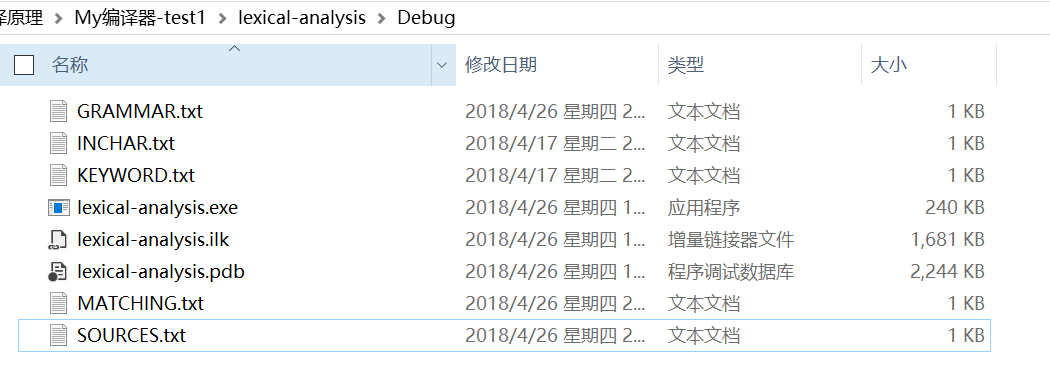 译原理 > My编译器-test1 > lexical-analysis > Debug
名称 修改日期 类型 大小
GRAMMAR.txt 2018/4/26 星期四 2... 文本文档 1 KB
INCHAR.txt 2018/4/17 星期二 2... 文本文档 1 KB
KEYWORD.txt 2018/4/17 星期二 2... 文本文档 1 KB
lexical-analysis.exe 2018/4/26 星期四 1... 应用程序 240 KB
lexical-analysis.ilk 2018/4/26 星期四 1... 增量链接器文件 1,681 KB
lexical-analysis.pdb 2018/4/26 星期四 1... 程序调试数据库 2,244 KB
MATCHING.txt 2018/4/26 星期四 2... 文本文档 1 KB
SOURCES.txt 2018/4/26 星期四 2... 文本文档 1 KB